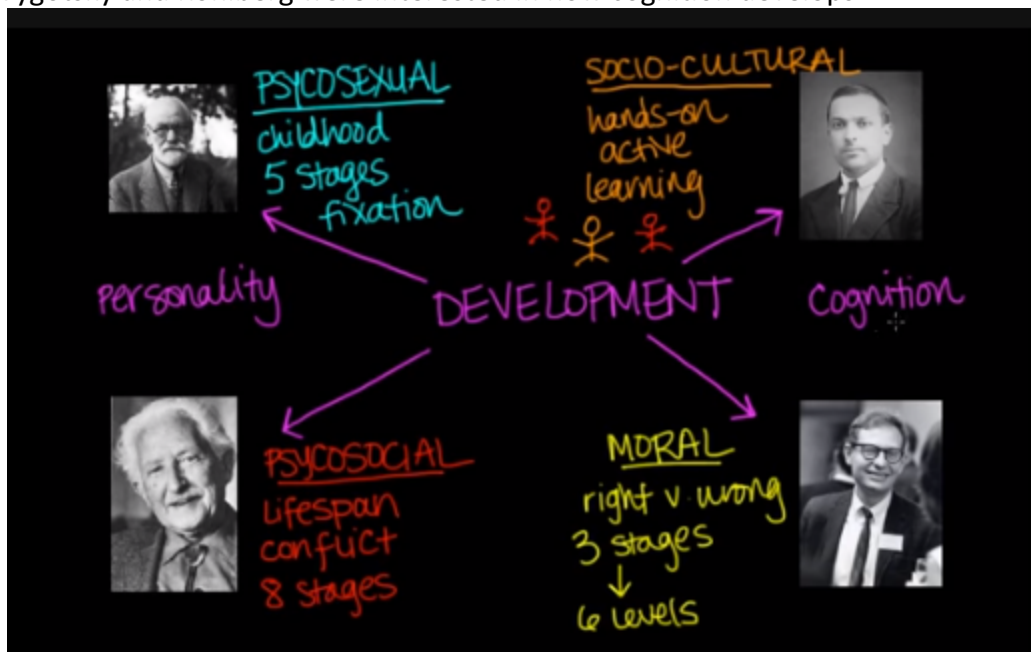 PSYCOSEXUAL
childhood
5 stages
fixation
SOCIO-CULTURAL
hands-on
active
learning
Personality
DEVELOPMENT
Cognition
PSYCOSOCIAL
lifespan
conflict
8 stages
MORAL
right v. wrong
3 stages
6 levels